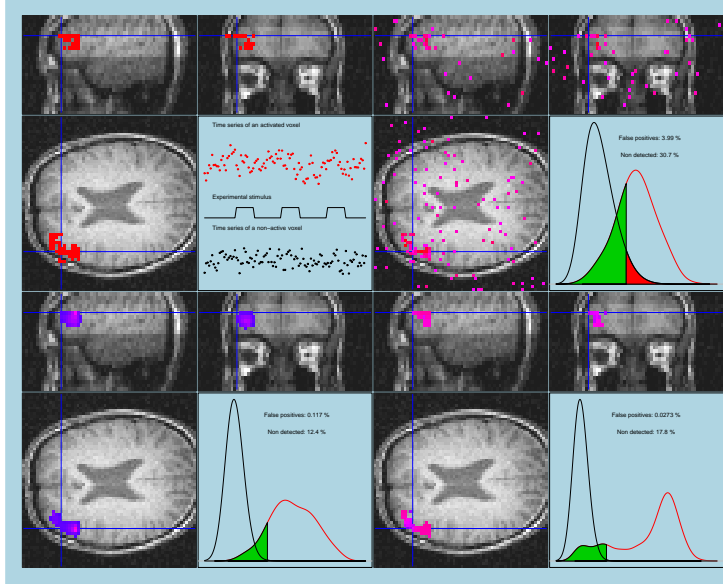 Time series of an activated voxel
Experimental stimulus
Time series of a non−active voxel
False positives: 3.99 %
Non detected: 30.7 %
False positives: 0.117 %
Non detected: 12.4 %
False positives: 0.0273 %
Non detected: 17.8 %